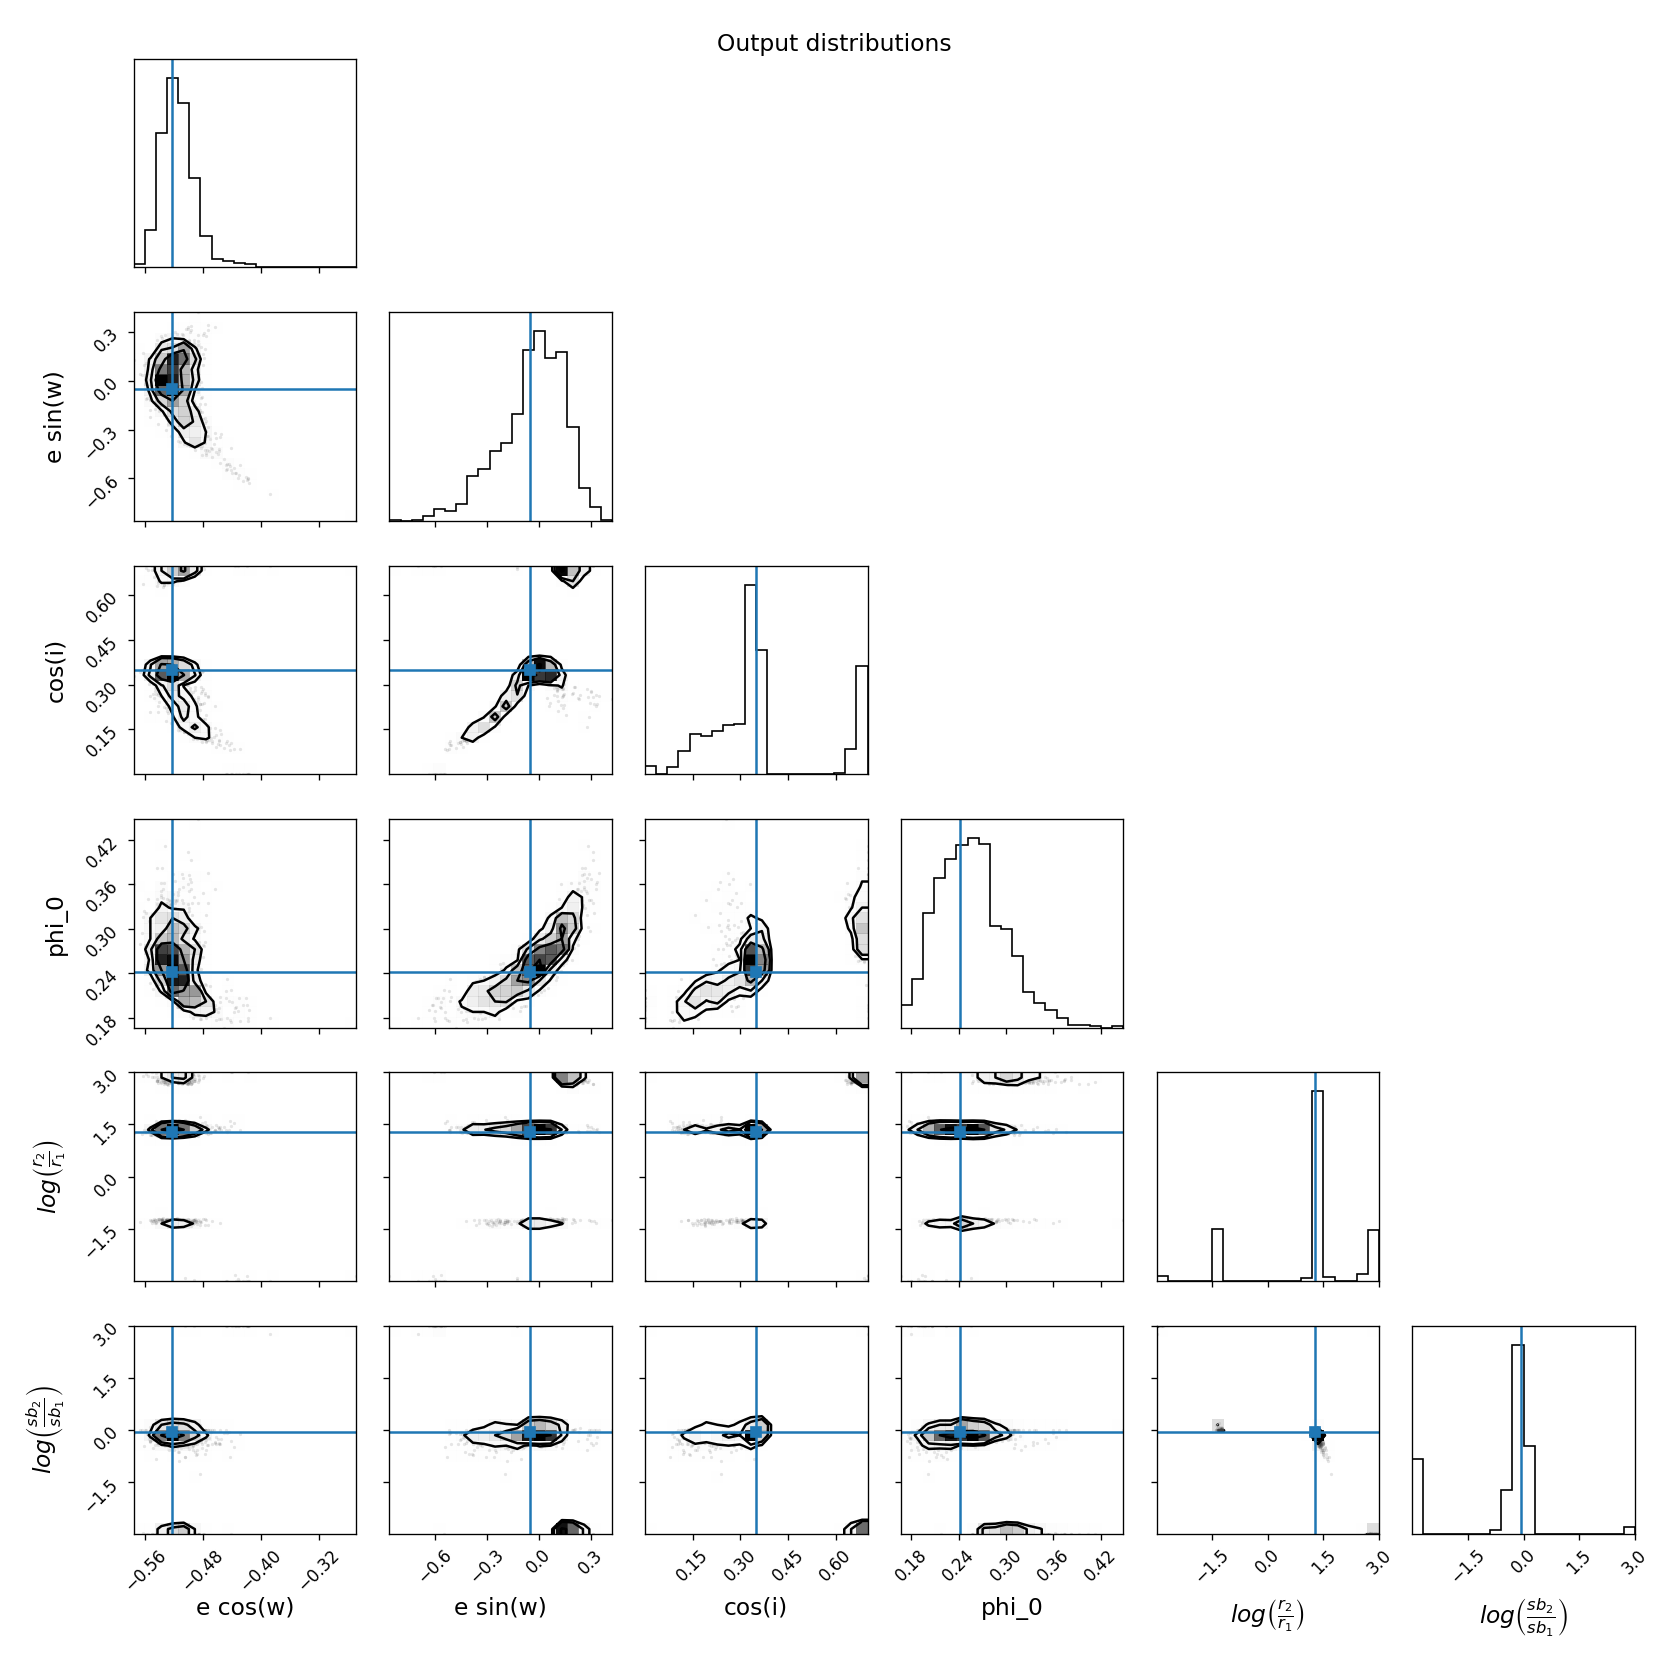 Output distributions
e sin(w)
0.3
0.0
−0.3
−0.6
cos(i)
0.60
0.45
0.30
0.15
phi_0
0.42
0.36
0.30
0.24
0.18
log(r₂/r₁)
3.0
1.5
0.0
−1.5
log(sb₂/sb₁)
3.0
1.5
0.0
−1.5
−0.56 −0.48 −0.40 −0.32
−0.6 −0.3 0.0 0.3
0.15 0.30 0.45 0.60
0.18 0.24 0.30 0.36 0.42
−1.5 0.0 1.5 3.0
−1.5 0.0 1.5 3.0
e cos(w)
e sin(w)
cos(i)
phi_0
log(r₂/r₁)
log(sb₂/sb₁)